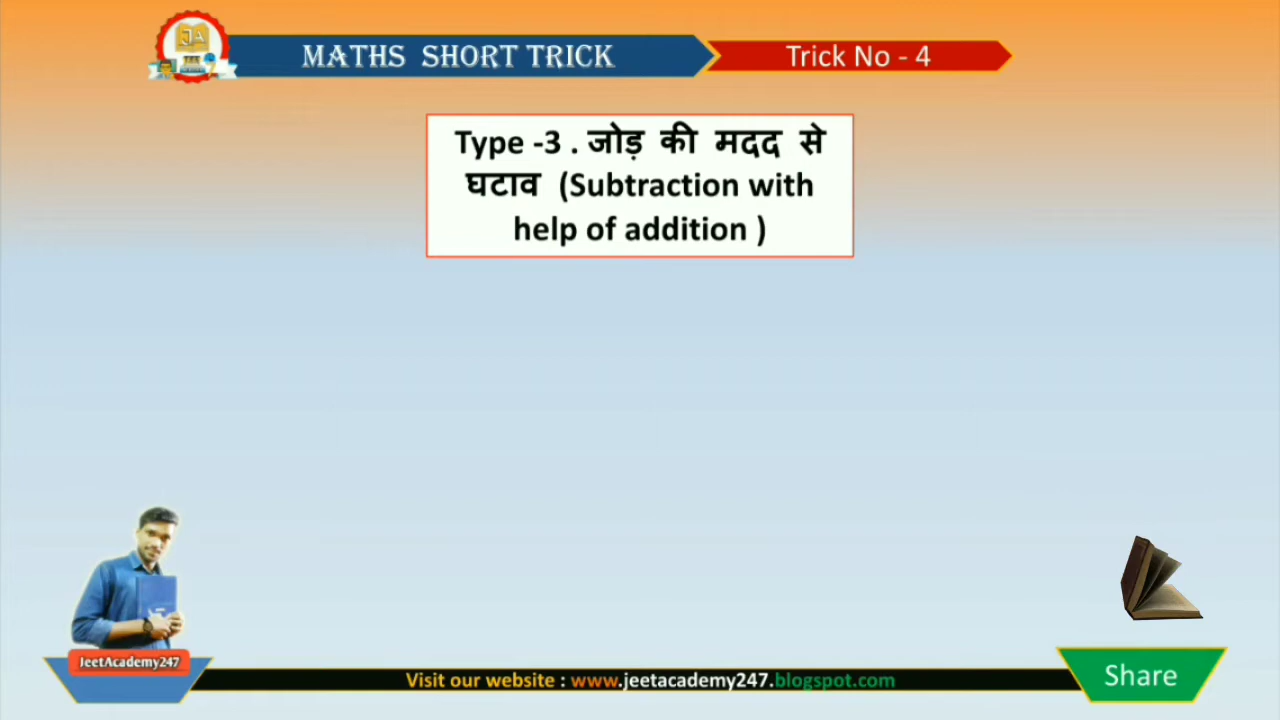 JA
MATHS SHORT TRICK
Trick No - 4
Type -3 . जोड़ की मदद से
घटाव (Subtraction with
help of addition )
JeetAcademy247
Visit our website : www.jeetacademy247.blogspot.com
Share